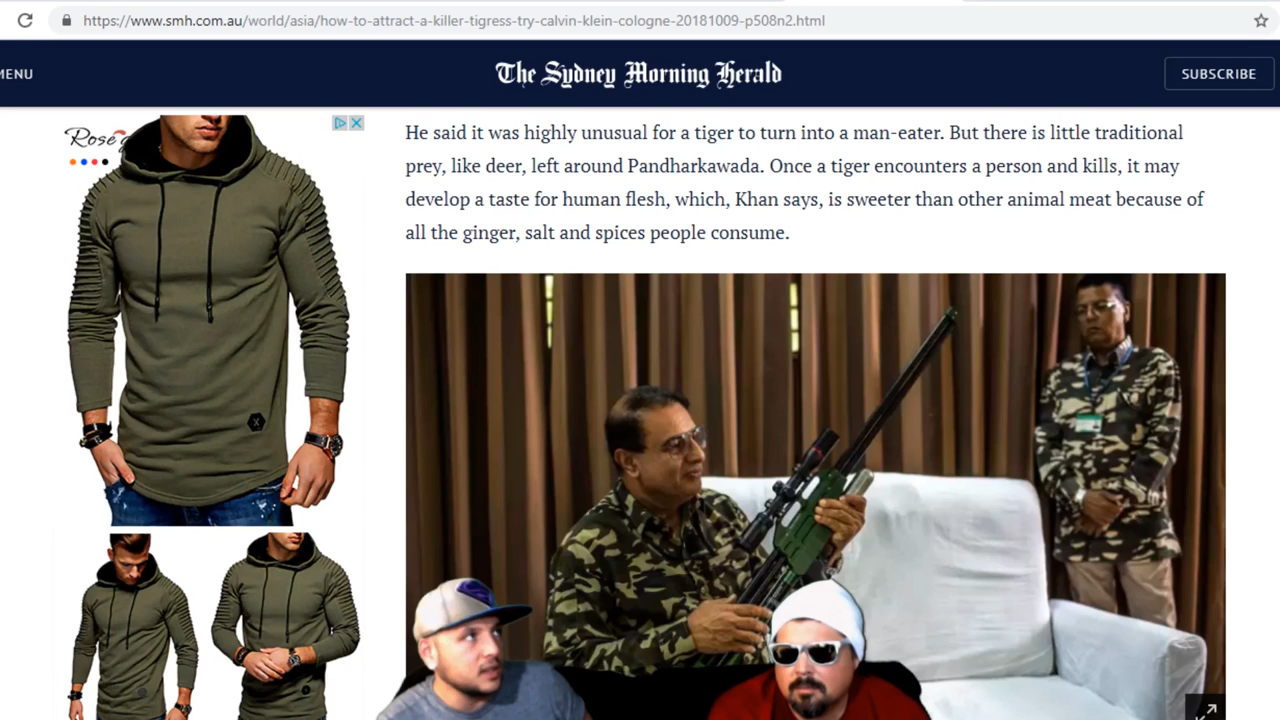 https://www.smh.com.au/world/asia/how-to-attract-a-killer-tigress-try-calvin-klein-cologne-20181009-p508n2.html
MENU
The Sydney Morning Herald
SUBSCRIBE
He said it was highly unusual for a tiger to turn into a man-eater. But there is little traditional
prey, like deer, left around Pandharkawada. Once a tiger encounters a person and kills, it may
develop a taste for human flesh, which, Khan says, is sweeter than other animal meat because of
all the ginger, salt and spices people consume.